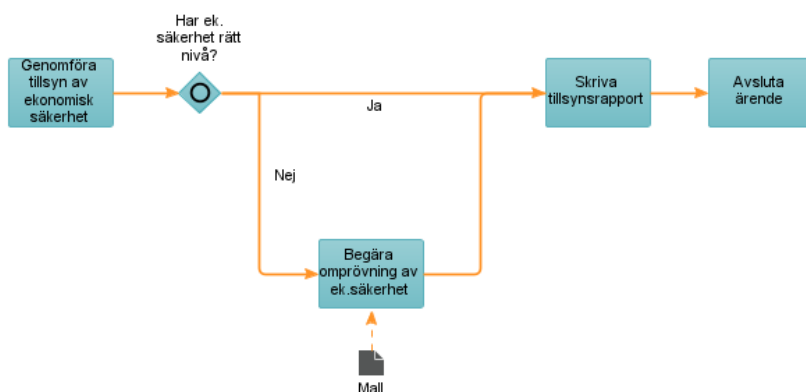 Har ek.
säkerhet rätt
nivå?
Genomföra
tillsyn av
ekonomisk
säkerhet
Ja
Skriva
tillsynsrapport
Avsluta
ärende
Nej
Begära
omprövning av
ek.säkerhet
Mall